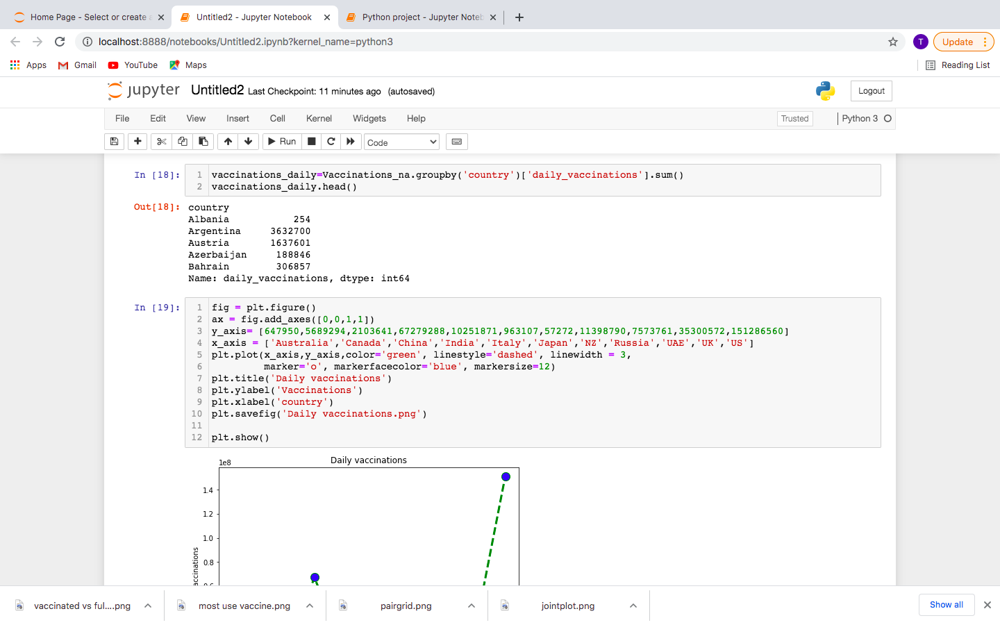 Home Page - Select or create a
Untitled2 - Jupyter Notebook
Python project - Jupyter Noteb
localhost:8888/notebooks/Untitled2.ipynb?kernel_name=python3
T
Update
Apps
Gmail
YouTube
Maps
Reading List
jupyter Untitled2 Last Checkpoint: 11 minutes ago (autosaved)
Logout
File Edit View Insert Cell Kernel Widgets Help
Trusted
Python 3
Run
Code
In [18]:
1 vaccinations_daily=Vaccinations_na.groupby('country')['daily_vaccinations'].sum()
2 vaccinations_daily.head()
Out[18]:
country
Albania 254
Argentina 3632700
Austria 1637601
Azerbaijan 188846
Bahrain 306857
Name: daily_vaccinations, dtype: int64
In [19]:
1 fig = plt.figure()
2 ax = fig.add_axes([0,0,1,1])
3 y_axis= [647950,5689294,2103641,67279288,10251871,963107,57272,11398790,7573761,35300572,151286560]
4 x_axis = ['Australia','Canada','China','India','Italy','Japan','NZ','Russia','UAE','UK','US']
5 plt.plot(x_axis,y_axis,color='green', linestyle='dashed', linewidth = 3,
6 marker='o', markerfacecolor='blue', markersize=12)
7 plt.title('Daily vaccinations')
8 plt.ylabel('Vaccinations')
9 plt.xlabel('country')
10 plt.savefig('Daily vaccinations.png')
11
12 plt.show()
1e8
Daily vaccinations
1.4
1.2
1.0
0.8
accinations
vaccinated vs ful....png
most use vaccine.png
pairgrid.png
jointplot.png
Show all